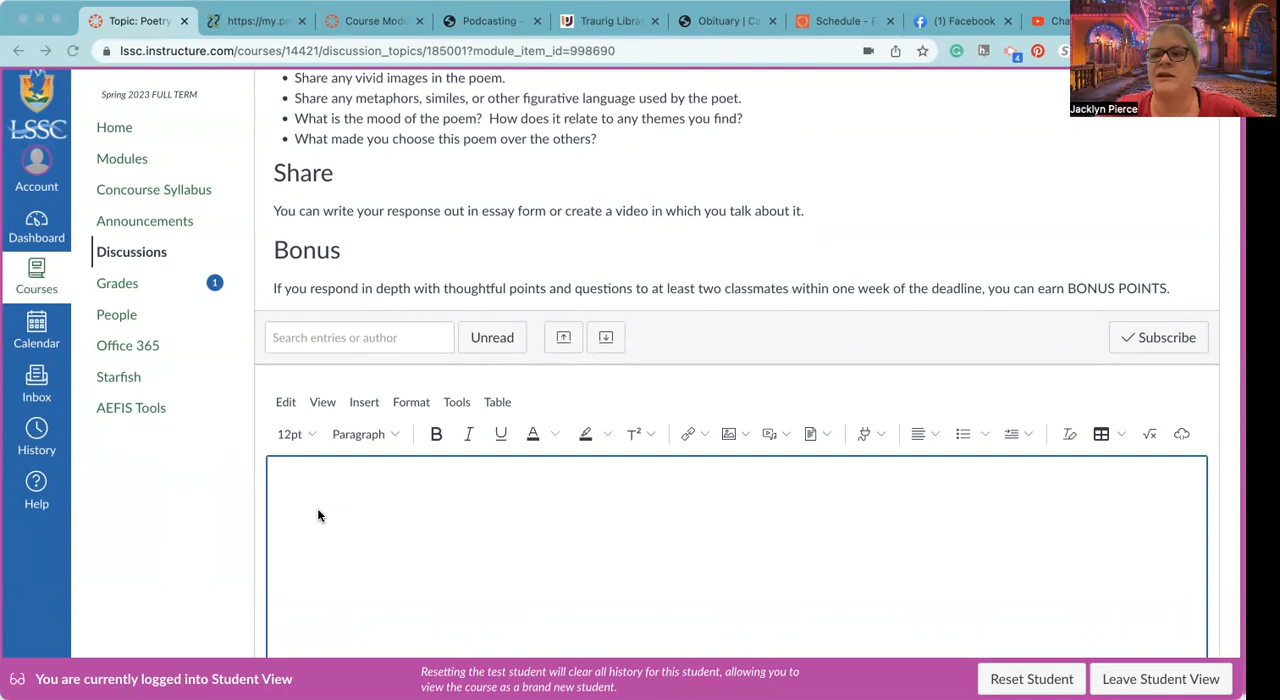 Topic: Poetry
https://my.po
Course Modu
Podcasting -
Traurig Librar
Obituary | Ca
Schedule - F
(1) Facebook
Cha
lssc.instructure.com/courses/14421/discussion_topics/185001?module_item_id=998690
4
Jacklyn Pierce
LSSC
Account
Dashboard
Courses
Calendar
Inbox
History
Help
Spring 2023 FULL TERM
Home
Modules
Concourse Syllabus
Announcements
Discussions
Grades
1
People
Office 365
Starfish
AEFIS Tools
• Share any vivid images in the poem.
• Share any metaphors, similes, or other figurative language used by the poet.
• What is the mood of the poem? How does it relate to any themes you find?
• What made you choose this poem over the others?
Share
You can write your response out in essay form or create a video in which you talk about it.
Bonus
If you respond in depth with thoughtful points and questions to at least two classmates within one week of the deadline, you can earn BONUS POINTS.
Search entries or author
Unread
Subscribe
Edit View Insert Format Tools Table
12pt Paragraph B I U A T²
You are currently logged into Student View
Resetting the test student will clear all history for this student, allowing you to
view the course as a brand new student.
Reset Student
Leave Student View